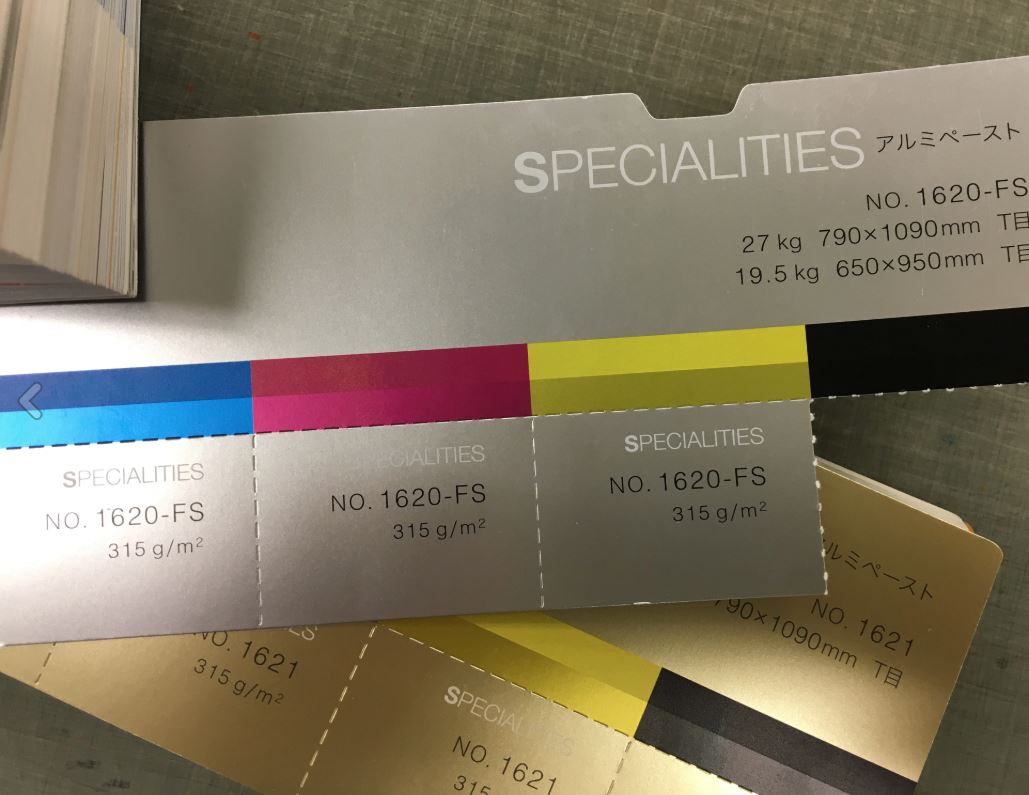 SPECIALITIES アルミペースト
NO. 1620-FS
27 kg 790×1090mm T目
19.5 kg 650×950mm T目
SPECIALITIES
NO. 1620-FS
315 g/m²
SPECIALITIES
NO. 1620-FS
315 g/m²
SPECIALITIES
NO. 1620-FS
315 g/m²
ルミペースト
NO. 1621
790×1090mm T目
NO. 1621
315 g/m²
SPECIALITIES
NO. 1621
315